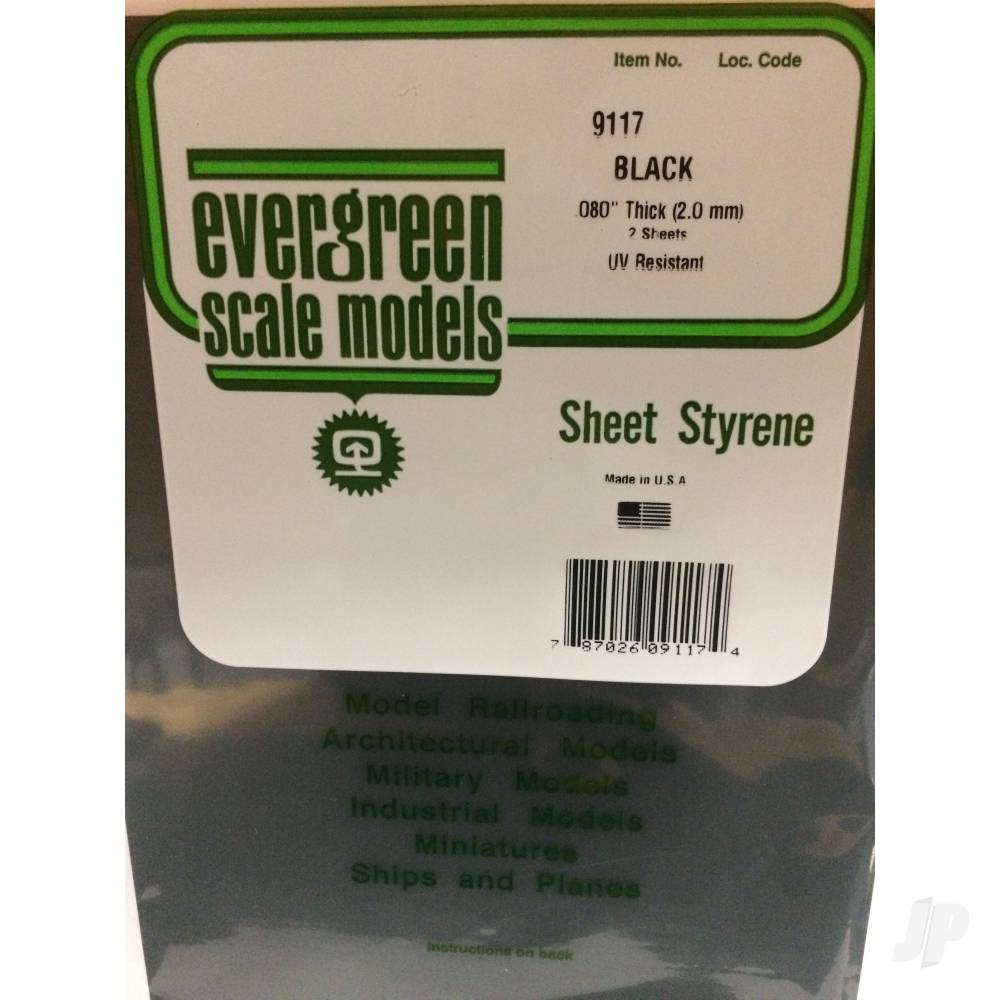 Item No. Loc. Code
9117
BLACK
.080" Thick (2.0 mm)
2 Sheets
UV Resistant
evergreen
scale models
Sheet Styrene
Made in U.S.A
7 87026 09117 4
Model Railroading
Architectural Models
Military Models
Industrial Models
Miniatures
Ships and Planes
Instructions on back
JP